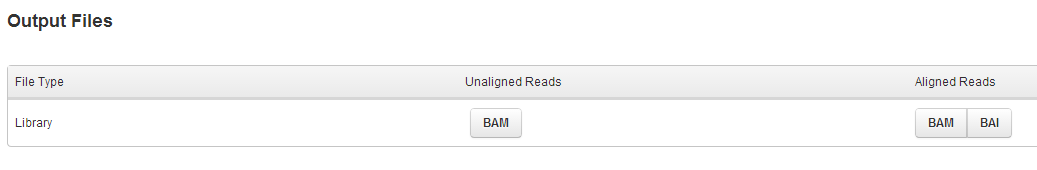 Output Files
File Type Unaligned Reads Aligned Reads
Library BAM BAM BAI